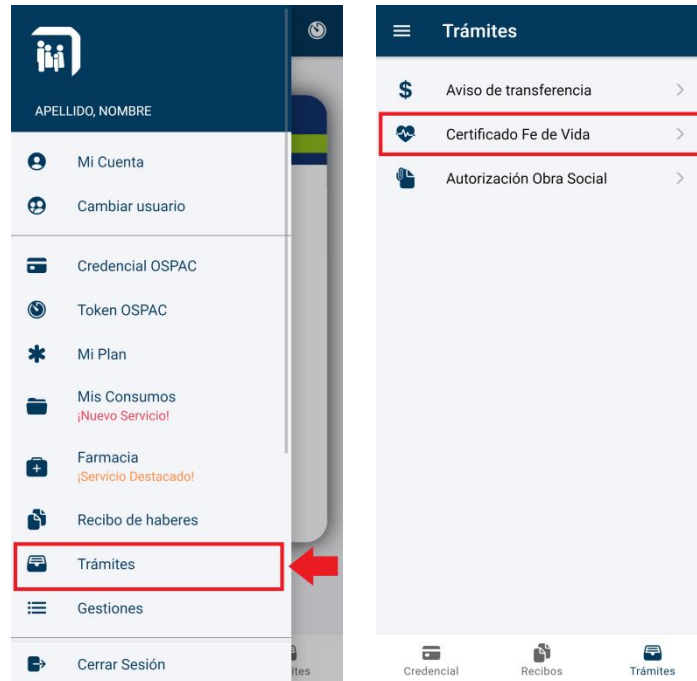 APELLIDO, NOMBRE
Mi Cuenta
Cambiar usuario
Credencial OSPAC
Token OSPAC
Mi Plan
Mis Consumos
¡Nuevo Servicio!
Farmacia
¡Servicio Destacado!
Recibo de haberes
Trámites
Gestiones
Cerrar Sesión
ites
Trámites
Aviso de transferencia
Certificado Fe de Vida
Autorización Obra Social
Credencial
Recibos
Trámites